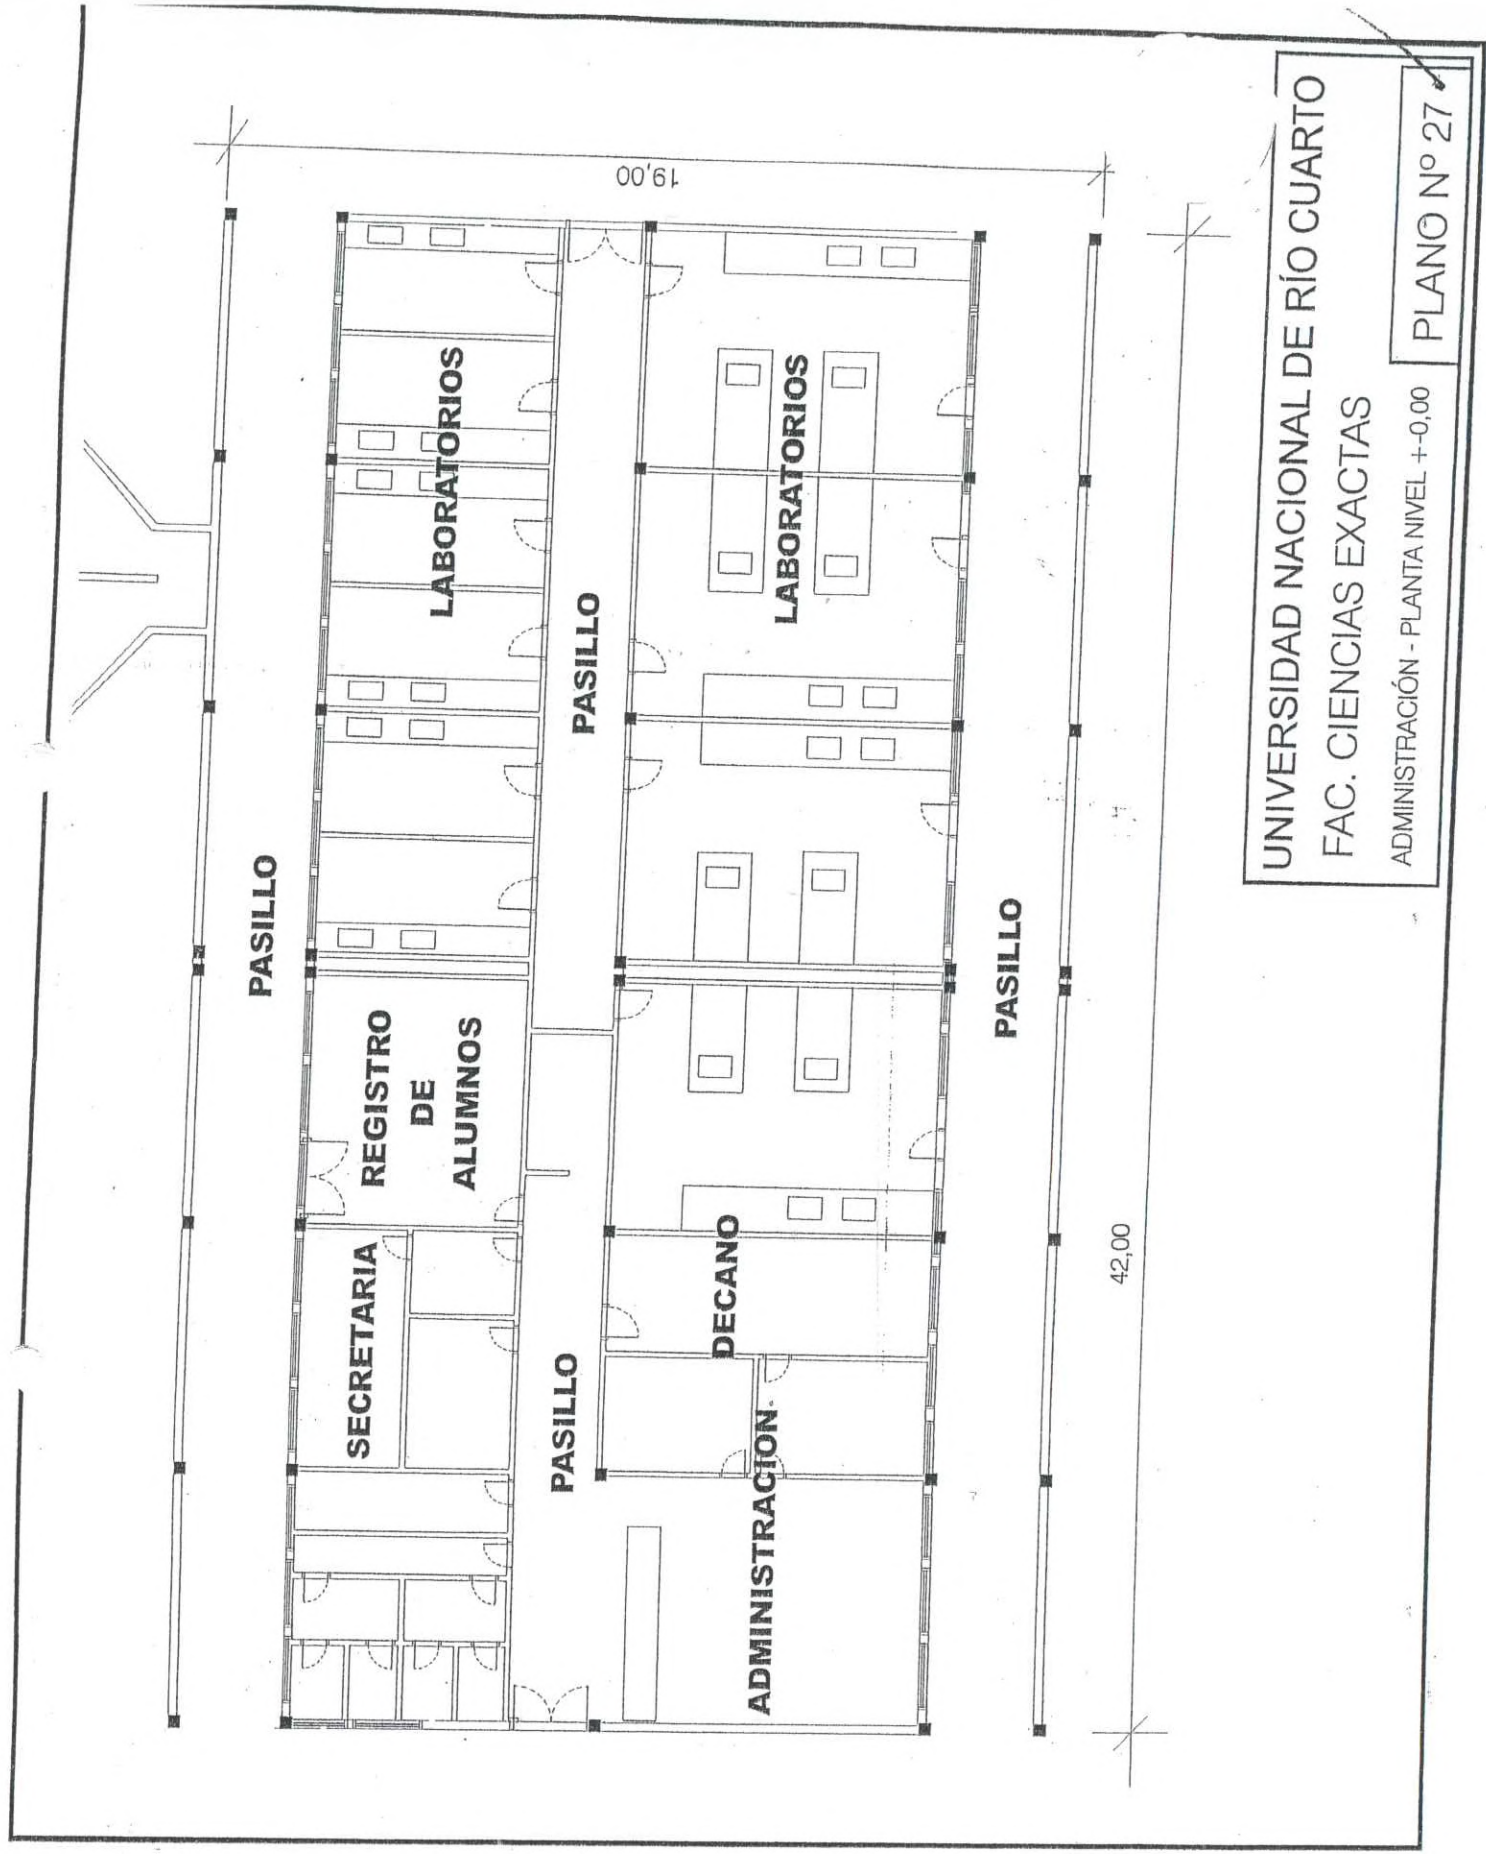 PASILLO
LABORATORIOS
REGISTRO
DE
ALUMNOS
SECRETARIA
PASILLO
PASILLO
LABORATORIOS
DECANO
ADMINISTRACION.
PASILLO
19,00
42,00
UNIVERSIDAD NACIONAL DE RÍO CUARTO
FAC. CIENCIAS EXACTAS
ADMINISTRACIÓN - PLANTA NIVEL +-0,00
PLANO Nº 27